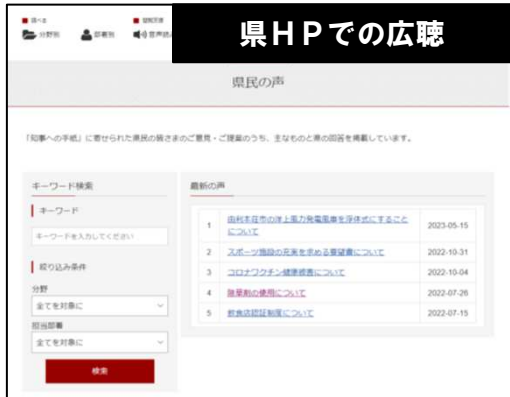 調べる
分野別
部署別
県HPでの広聴
県民の声
「知事への手紙」に寄せられた県民の皆さまのご意見・ご提案のうち、主なものと県の回答を掲載しています。
キーワード検索
キーワード
キーワードを入力してください
絞り込み条件
分野
全てを対象に
担当部署
全てを対象に
検索
最新の声
1 由利本荘市の洋上風力発電風車を浮体式にすること
について 2023-05-15
2 スポーツ施設の充実を求める要望書について 2022-10-31
3 コロナワクチン健康被害について 2022-10-04
4 除草剤の使用について 2022-07-26
5 飲食店認証制度について 2022-07-15